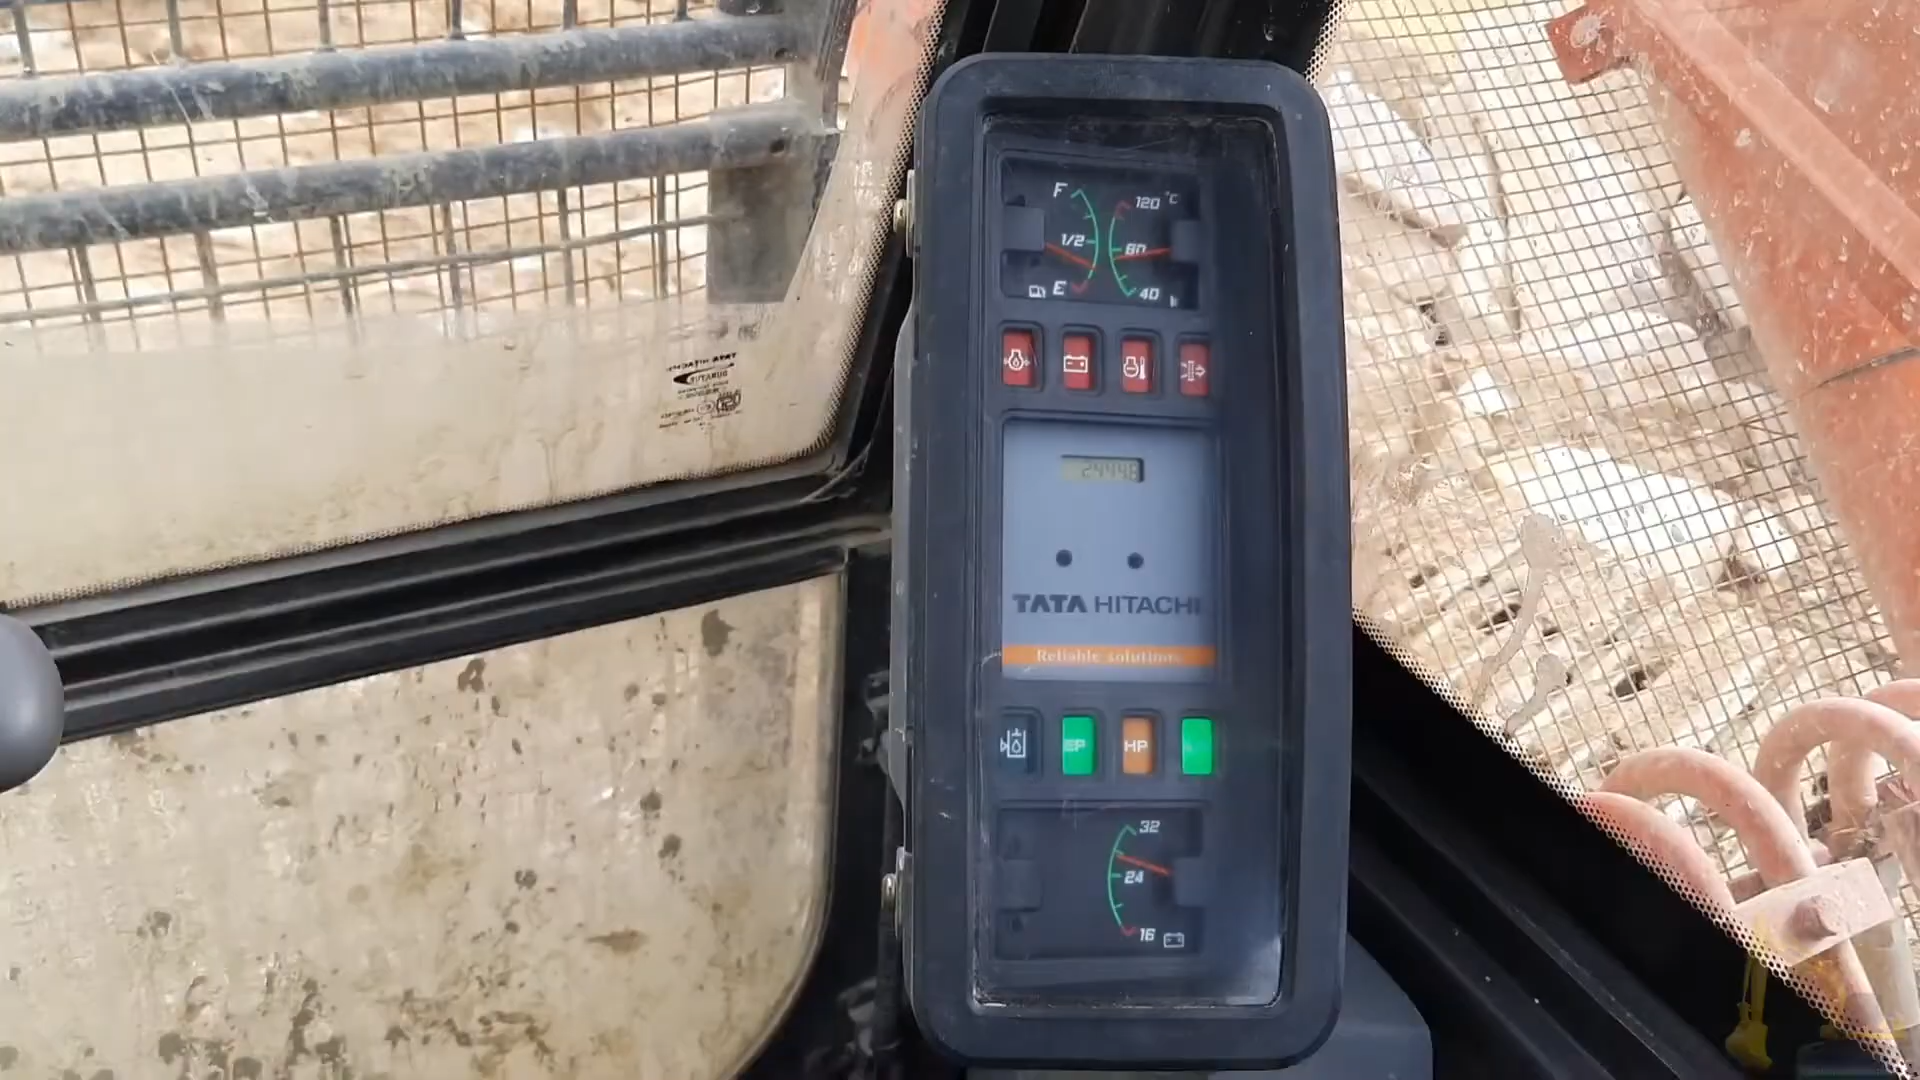 F
120 °C
1/2
80
E
40
24448
TATA HITACHI
Reliable solutions
EP
HP
32
24
16